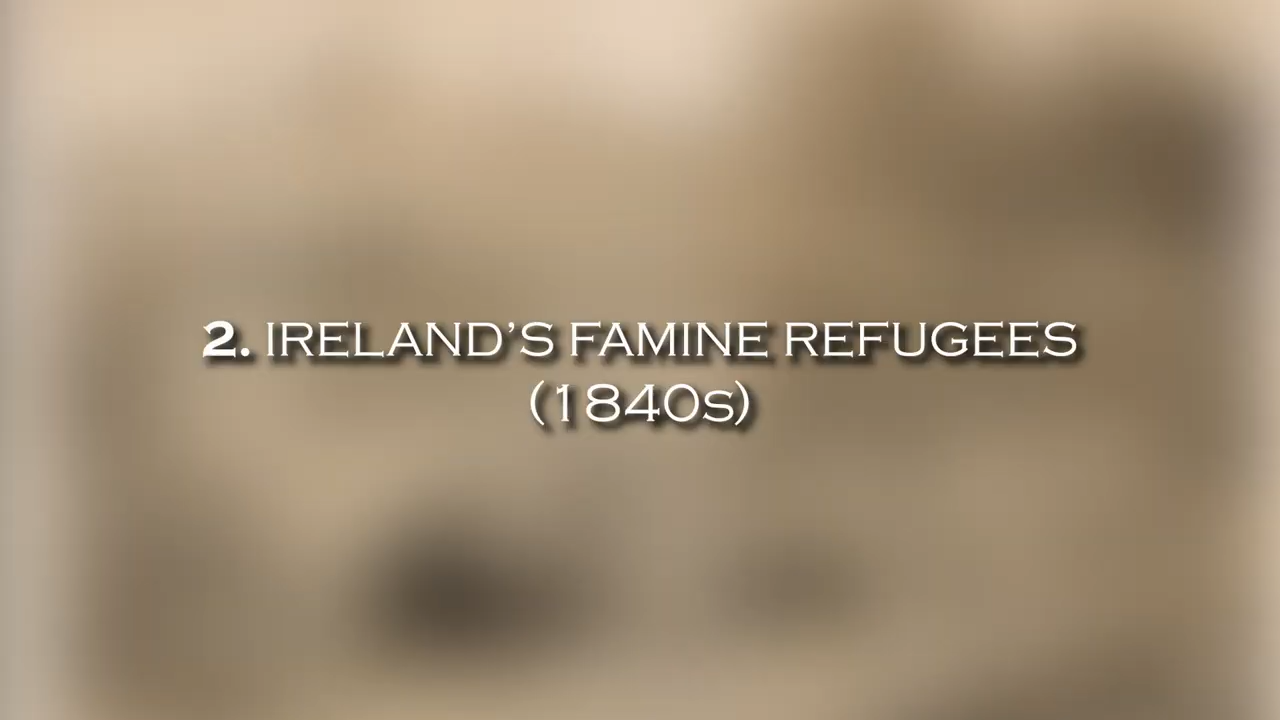 2. IRELAND’S FAMINE REFUGEES
(1840s)